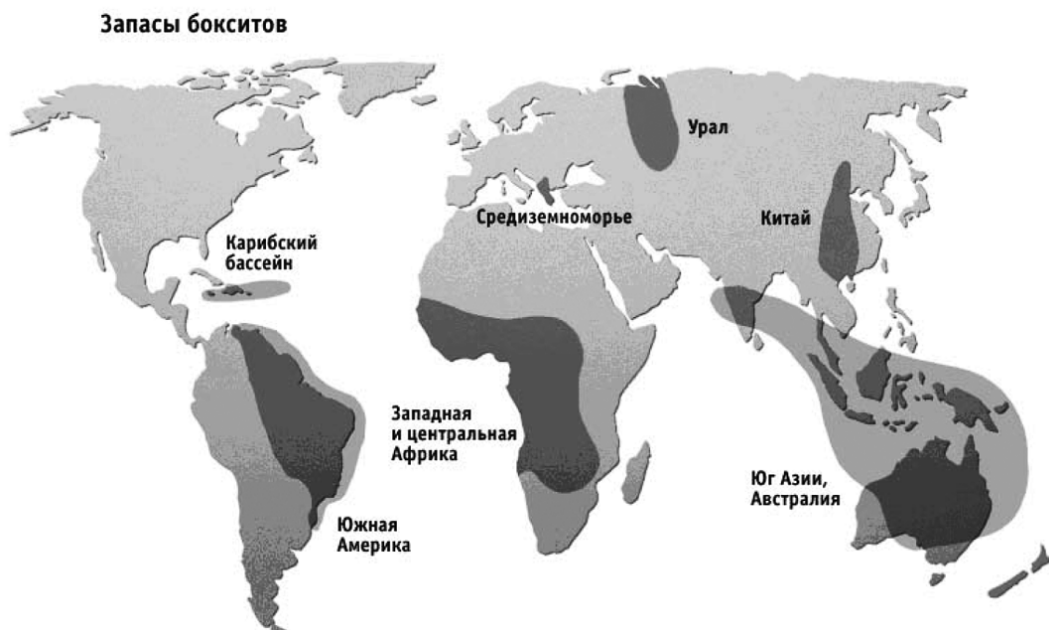 Запасы бокситов
Урал
Средиземноморье
Китай
Карибский
бассейн
Западная
и центральная
Африка
Юг Азии,
Австралия
Южная
Америка